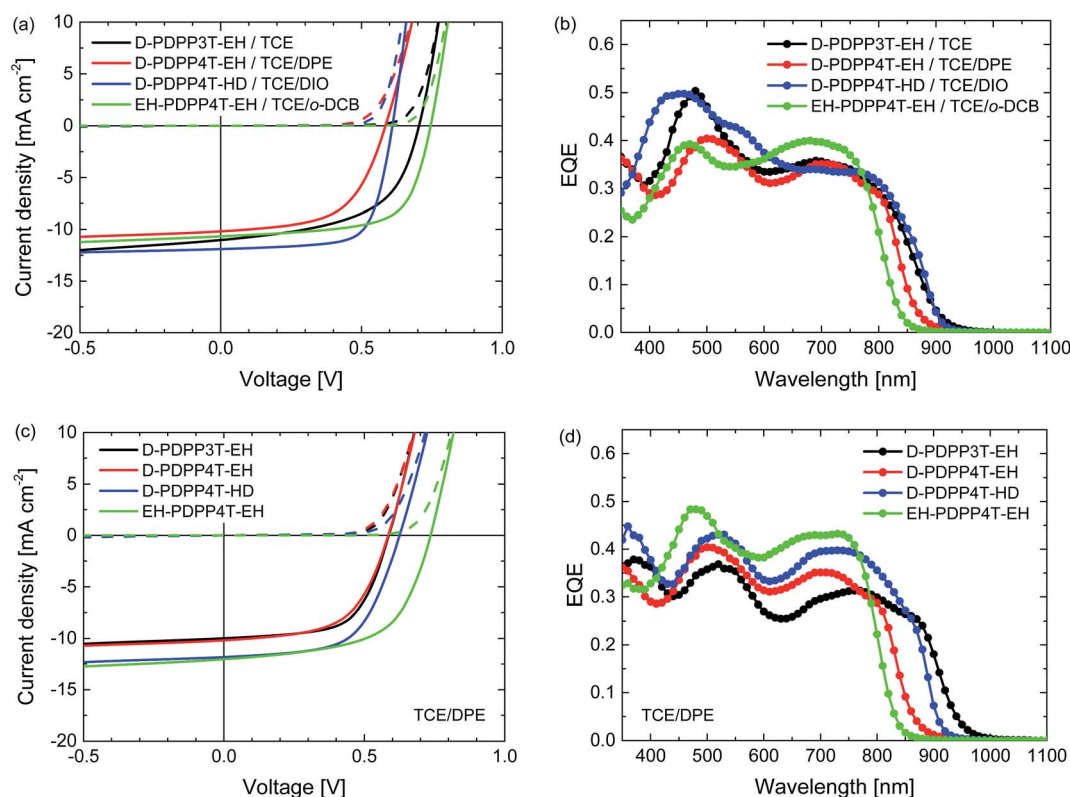 (a)
10
5
0
-5
-10
-15
-20
Current density [mA cm-2]
D-PDPP3T-EH / TCE
D-PDPP4T-EH / TCE/DPE
D-PDPP4T-HD / TCE/DIO
EH-PDPP4T-EH / TCE/o-DCB
-0.5 0.0 0.5 1.0
Voltage [V]
(b)
0.6
0.5
0.4
0.3
0.2
0.1
0.0
EQE
D-PDPP3T-EH / TCE
D-PDPP4T-EH / TCE/DPE
D-PDPP4T-HD / TCE/DIO
EH-PDPP4T-EH / TCE/o-DCB
400 500 600 700 800 900 1000 1100
Wavelength [nm]
(c)
10
5
0
-5
-10
-15
-20
Current density [mA cm-2]
D-PDPP3T-EH
D-PDPP4T-EH
D-PDPP4T-HD
EH-PDPP4T-EH
TCE/DPE
-0.5 0.0 0.5 1.0
Voltage [V]
(d)
0.6
0.5
0.4
0.3
0.2
0.1
0.0
EQE
D-PDPP3T-EH
D-PDPP4T-EH
D-PDPP4T-HD
EH-PDPP4T-EH
TCE/DPE
400 500 600 700 800 900 1000 1100
Wavelength [nm]